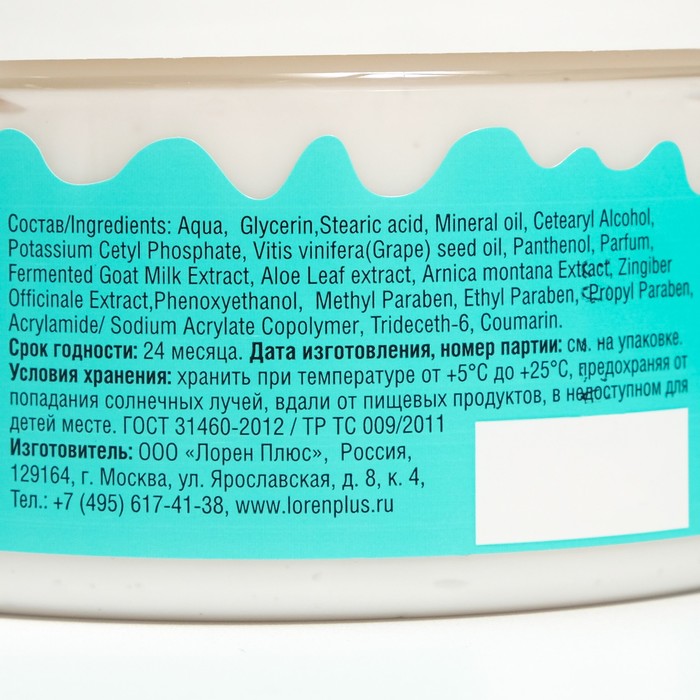 Состав/Ingredients: Aqua,  Glycerin,Stearic acid, Mineral oil, Cetearyl Alcohol,
Potassium Cetyl Phosphate, Vitis vinifera(Grape) seed oil, Panthenol, Parfum,
Fermented Goat Milk Extract, Aloe Leaf extract, Arnica montana Extract, Zingiber
Officinale Extract,Phenoxyethanol,  Methyl Paraben, Ethyl Paraben, Propyl Paraben,
Acrylamide/ Sodium Acrylate Copolymer, Trideceth-6, Coumarin.
Срок годности: 24 месяца. Дата изготовления, номер партии: см. на упаковке.
Условия хранения: хранить при температуре от +5°C до +25°C, предохраняя от
попадания солнечных лучей, вдали от пищевых продуктов, в недоступном для
детей месте. ГОСТ 31460-2012 / ТР ТС 009/2011
Изготовитель: ООО «Лорен Плюс»,  Россия,
129164, г. Москва, ул. Ярославская, д. 8, к. 4,
Тел.: +7 (495) 617-41-38, www.lorenplus.ru